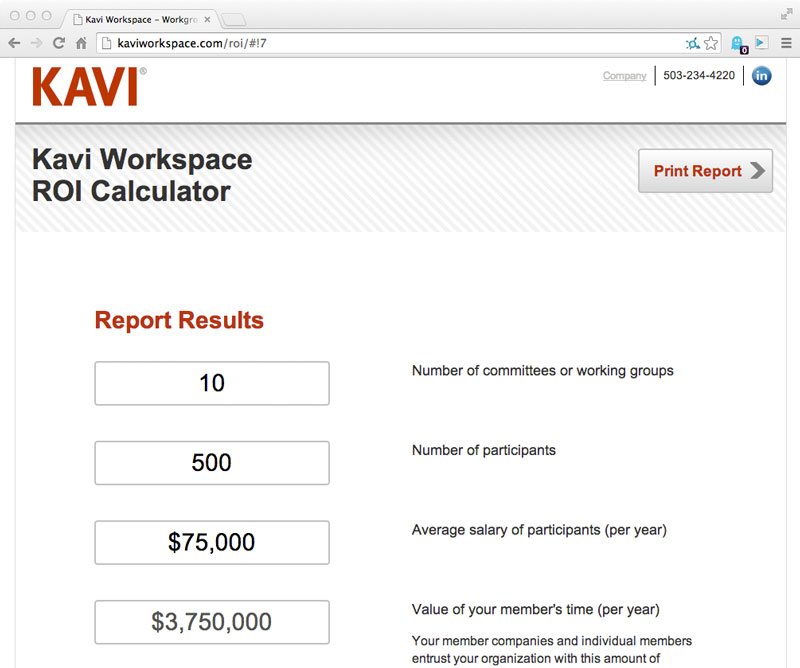 Kavi Workspace – Workgro
kaviworkspace.com/roi/#!7
0
KAVI®
Company
503-234-4220
in
Kavi Workspace
ROI Calculator
Print Report
Report Results
10
Number of committees or working groups
500
Number of participants
$75,000
Average salary of participants (per year)
$3,750,000
Value of your member's time (per year)
Your member companies and individual members
entrust your organization with this amount of